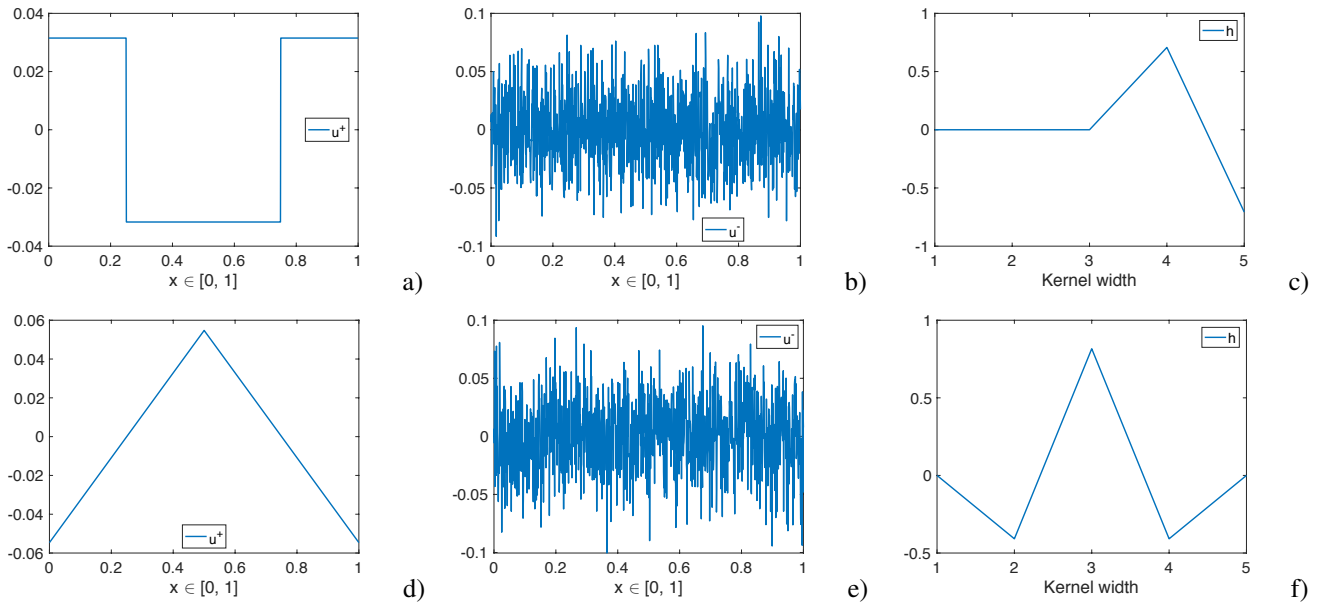 0.04
0.02
0
-0.02
-0.04
0 0.2 0.4 0.6 0.8 1
x ∈ [0, 1]
u⁺
a)
0.1
0.05
0
-0.05
-0.1
0 0.2 0.4 0.6 0.8 1
x ∈ [0, 1]
u⁻
b)
1
0.5
0
-0.5
-1
1 2 3 4 5
Kernel width
h
c)
0.06
0.04
0.02
0
-0.02
-0.04
-0.06
0 0.2 0.4 0.6 0.8 1
x ∈ [0, 1]
u⁺
d)
0.1
0.05
0
-0.05
-0.1
0 0.2 0.4 0.6 0.8 1
x ∈ [0, 1]
u⁻
e)
1
0.5
0
-0.5
1 2 3 4 5
Kernel width
h
f)